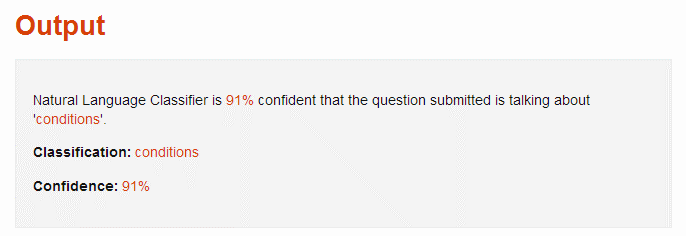 Output
Natural Language Classifier is 91% confident that the question submitted is talking about
'conditions'.
Classification: conditions
Confidence: 91%